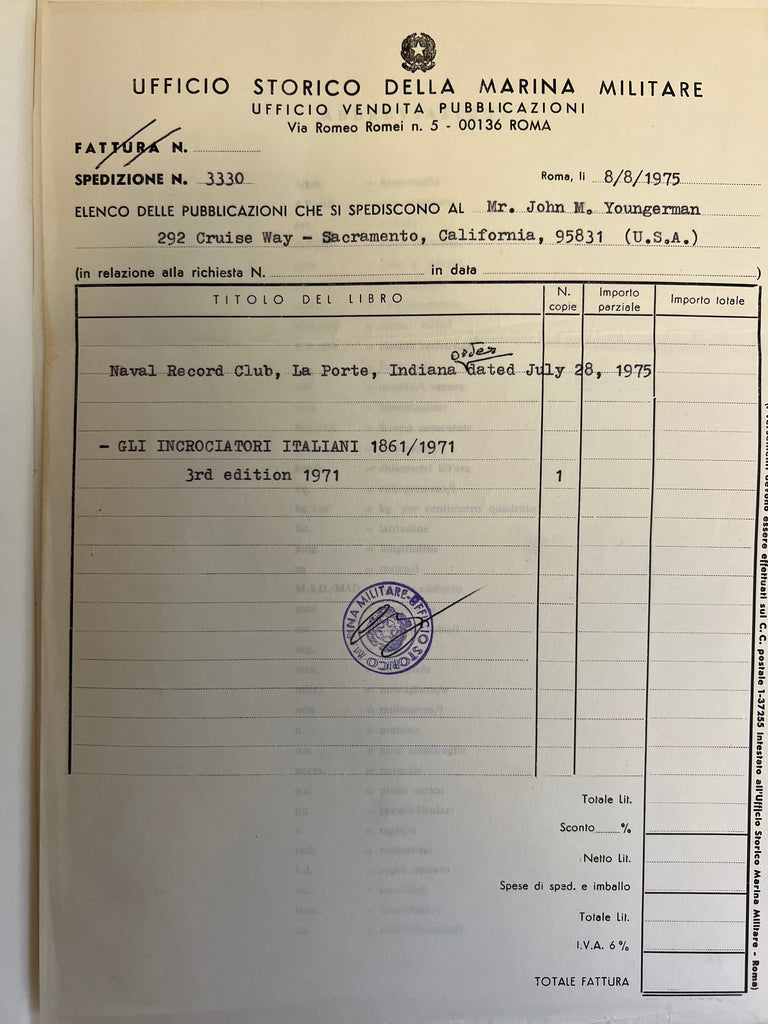 UFFICIO STORICO DELLA MARINA MILITARE
UFFICIO VENDITA PUBBLICAZIONI
Via Romeo Romei n. 5 - 00136 ROMA
FATTURA N.
SPEDIZIONE N. 3330
Roma, li 8/8/1975
ELENCO DELLE PUBBLICAZIONI CHE SI SPEDISCONO AL Mr. John M. Youngerman
292 Cruise Way - Sacramento, California, 95831 (U.S.A.)
(in relazione alla richiesta N. in data )
TITOLO DEL LIBRO N. copie Importo parziale Importo totale
order
Naval Record Club, La Porte, Indiana dated July 28, 1975
- GLI INCROCIATORI ITALIANI 1861/1971
3rd edition 1971 1
MARINA MILITARE-UFFICIO STORICO
Totale Lit.
Sconto %
Netto Lit.
Spese di sped. e imballo
Totale Lit.
I.V.A. 6%
TOTALE FATTURA
devono essere effettuati sul C.C. postale 1-37255 intestato all'Ufficio Storico Marina Militare - Roma)